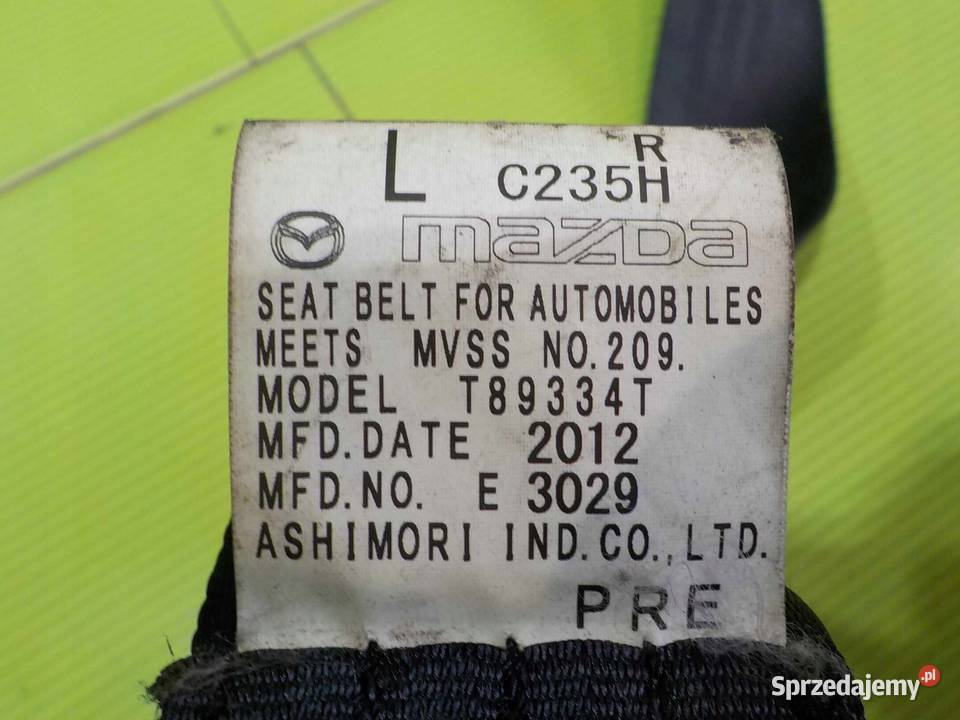 R
L C235H
mazda
SEAT BELT FOR AUTOMOBILES
MEETS MVSS NO.209.
MODEL T89334T
MFD.DATE 2012
MFD.NO. E 3029
ASHIMORI IND.CO.,LTD.
PRE
Sprzedajemy.pl